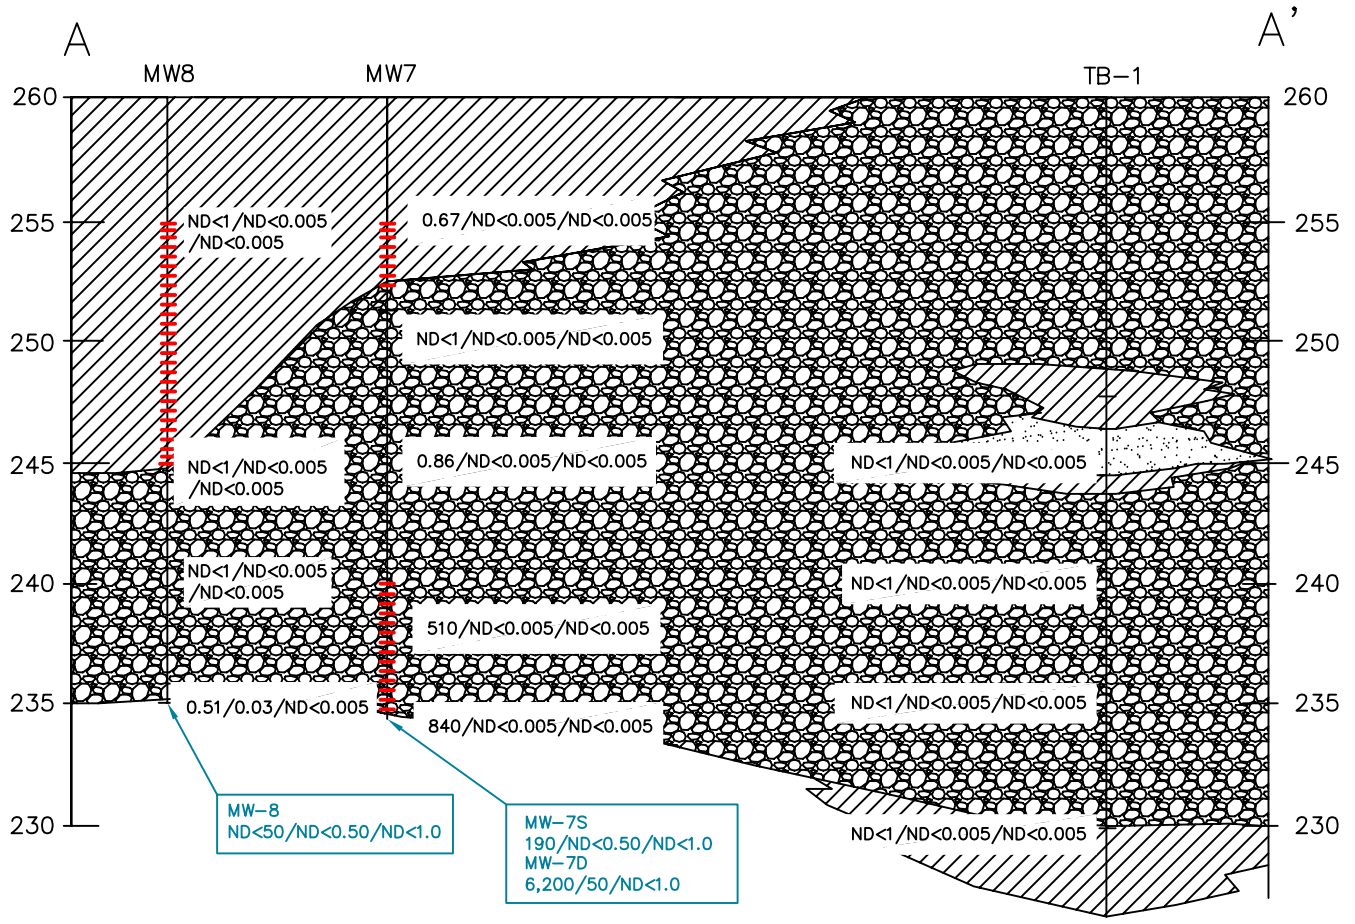 A
A'
MW8
MW7
TB-1
260
260
ND<1/ND<0.005
/ND<0.005
0.67/ND<0.005/ND<0.005
255
255
ND<1/ND<0.005/ND<0.005
250
250
ND<1/ND<0.005
/ND<0.005
0.86/ND<0.005/ND<0.005
ND<1/ND<0.005/ND<0.005
245
245
ND<1/ND<0.005
/ND<0.005
ND<1/ND<0.005/ND<0.005
240
240
510/ND<0.005/ND<0.005
0.51/0.03/ND<0.005
840/ND<0.005/ND<0.005
ND<1/ND<0.005/ND<0.005
235
235
MW-8
ND<50/ND<0.50/ND<1.0
MW-7S
190/ND<0.50/ND<1.0
MW-7D
6,200/50/ND<1.0
ND<1/ND<0.005/ND<0.005
230
230